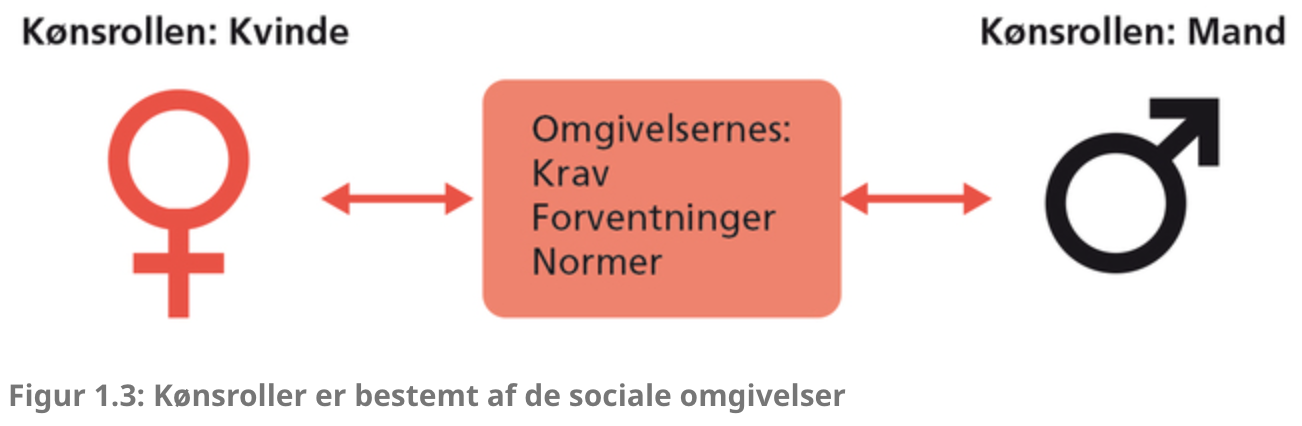 Kønsrollen: Kvinde
Kønsrollen: Mand
Omgivelsernes:
Krav
Forventninger
Normer
Figur 1.3: Kønsroller er bestemt af de sociale omgivelser